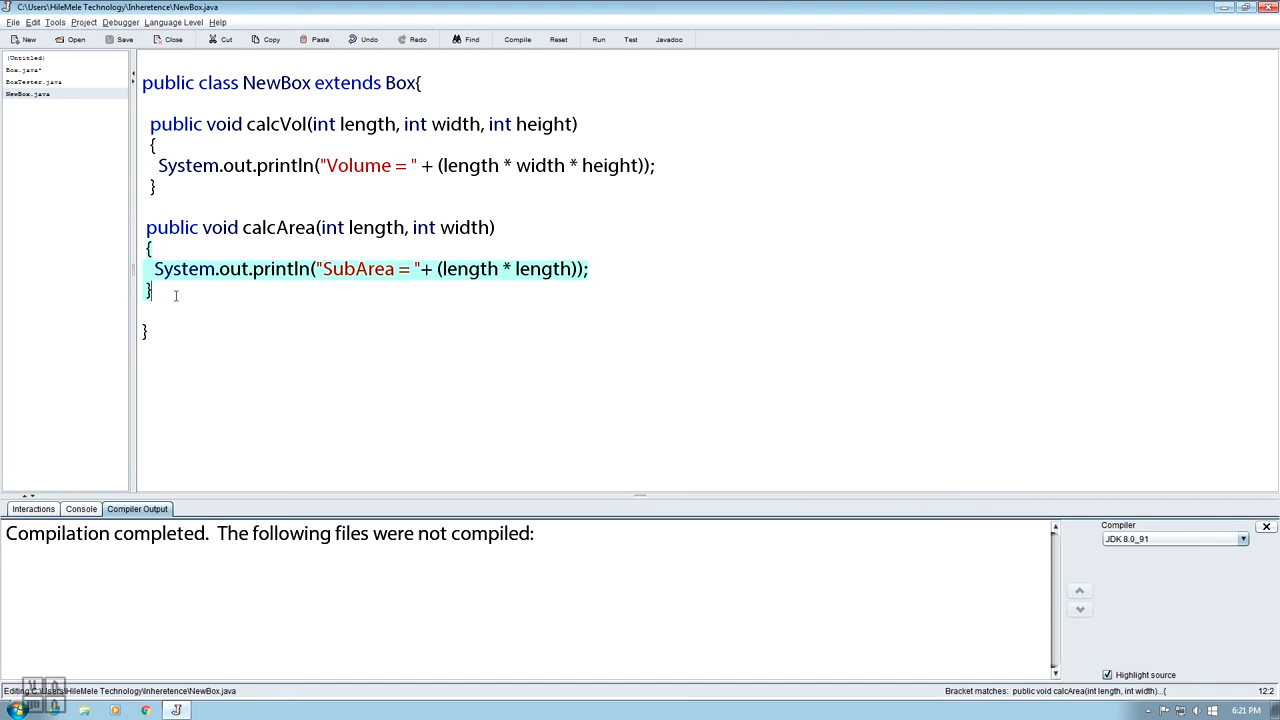 C:\Users\HileMele Technology\Inheretence\NewBox.java
File Edit Tools Project Debugger Language Level Help
New Open Save Close Cut Copy Paste Undo Redo Find Compile Reset Run Test Javadoc
(Untitled)
Box.java*
BoxTester.java
NewBox.java
public class NewBox extends Box{
public void calcVol(int length, int width, int height)
{
System.out.println("Volume = " + (length * width * height));
}
public void calcArea(int length, int width)
{
System.out.println("SubArea = "+ (length * length));
}
}
Interactions Console Compiler Output
Compilation completed.  The following files were not compiled:
Compiler
JDK 8.0_91
Highlight source
Editing C:\Users\HileMele Technology\Inheretence\NewBox.java
Bracket matches: public void calcArea(int length, int width)...{
12:2
6:21 PM